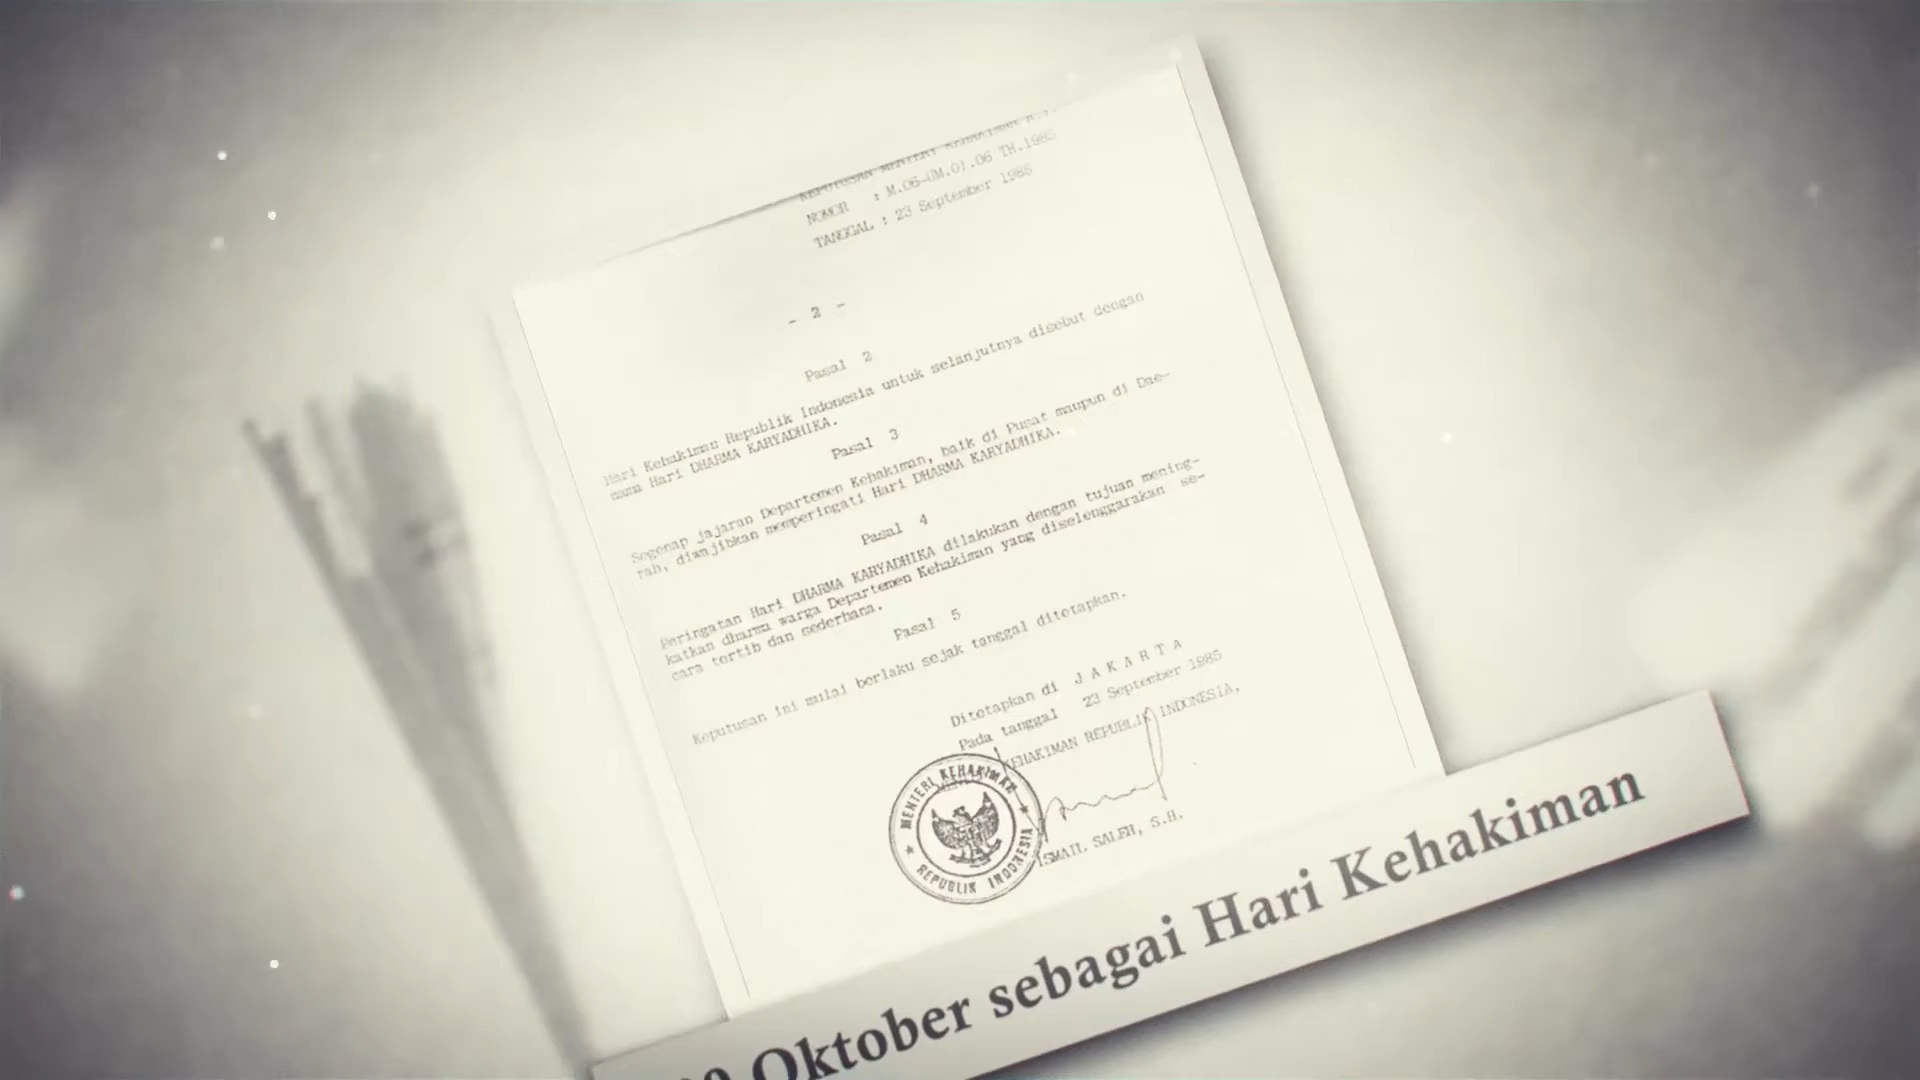 KEPUTUSAN MENTERI KEHAKIMAN R.I.
NOMOR : M.06-UM.01.06 TH.1985
TANGGAL : 23 September 1985
- 2 -
Pasal 2
Hari Kehakiman Republik Indonesia untuk selanjutnya disebut dengan
nama Hari DHARMA KARYADHIKA.
Pasal 3
Segenap jajaran Departemen Kehakiman, baik di Pusat maupun di Dae-
rah, diwajibkan memperingati Hari DHARMA KARYADHIKA.
Pasal 4
Peringatan Hari DHARMA KARYADHIKA dilakukan dengan tujuan mening-
katkan dharma warga Departemen Kehakiman yang diselenggarakan se-
cara tertib dan sederhana.
Pasal 5
Keputusan ini mulai berlaku sejak tanggal ditetapkan.
Ditetapkan di J A K A R T A
Pada tanggal 23 September 1985
KEHAKIMAN REPUBLIK INDONESIA,
MENTERI KEHAKIMAN
REPUBLIK INDONESIA
ISMAIL SALEH, S.H.
Oktober sebagai Hari Kehakiman